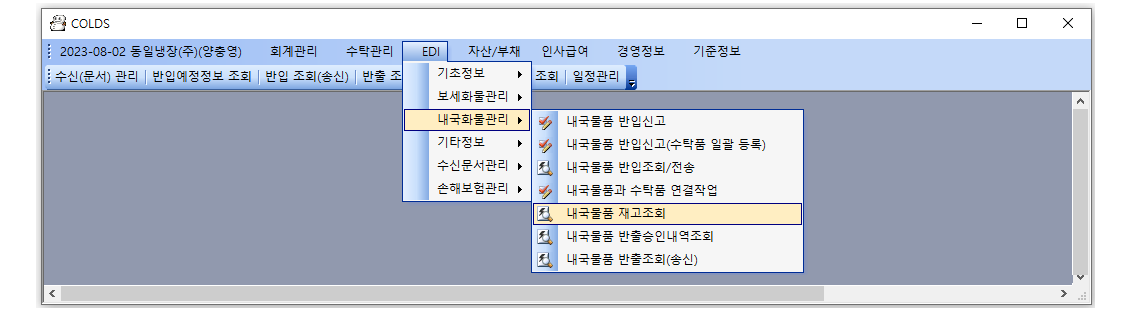 COLDS
2023-08-02 동일냉장(주)(양충영) 회계관리 수탁관리 EDI 자산/부채 인사급여 경영정보 기준정보
수신(문서) 관리 반입예정정보 조회 반입 조회(송신) 반출 조 조회 일정관리
기초정보
보세화물관리
내국화물관리
기타정보
수신문서관리
손해보험관리
내국물품 반입신고
내국물품 반입신고(수탁품 일괄 등록)
내국물품 반입조회/전송
내국물품과 수탁품 연결작업
내국물품 재고조회
내국물품 반출승인내역조회
내국물품 반출조회(송신)